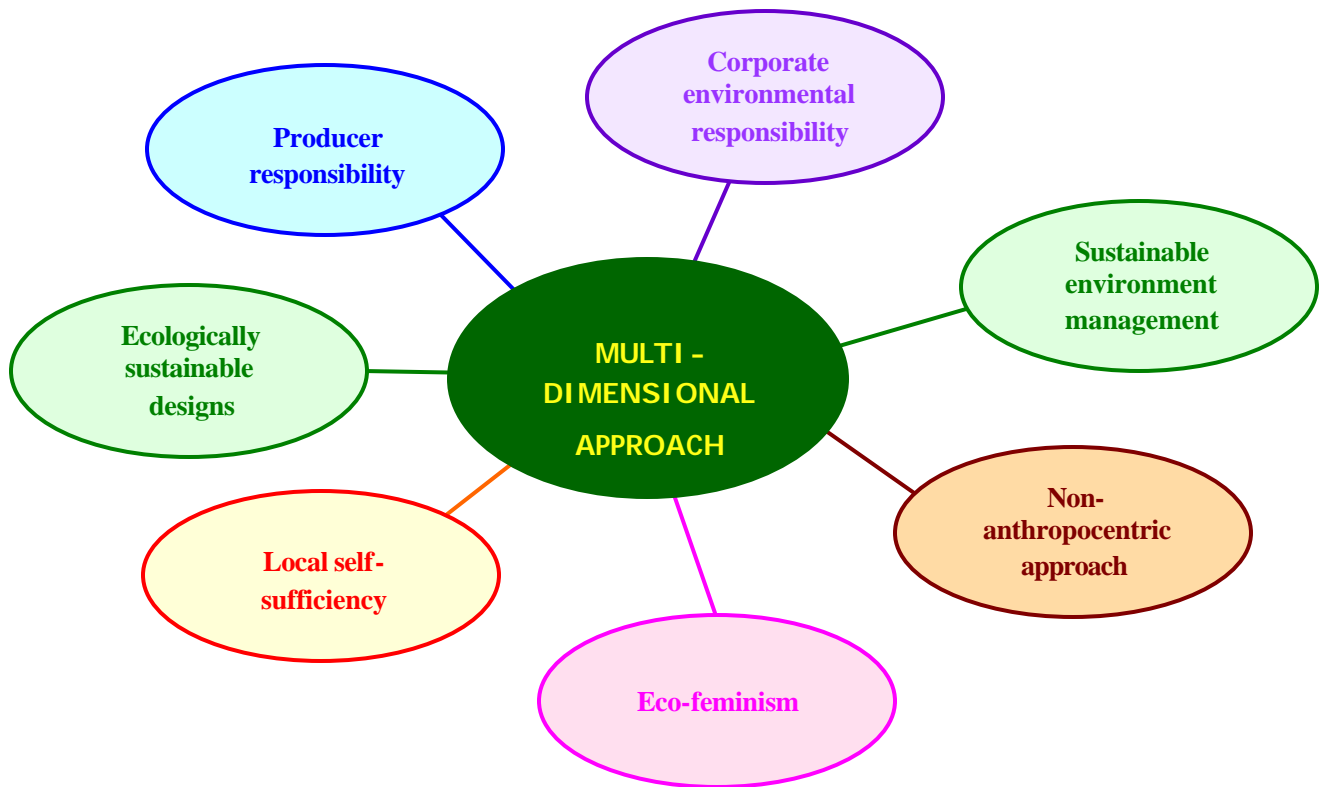 Corporate
environmental
responsibility
Producer
responsibility
Sustainable
environment
management
Ecologically
sustainable
designs
MULTI –
DIMENSIONAL
APPROACH
Non-
anthropocentric
approach
Local self-
sufficiency
Eco-feminism